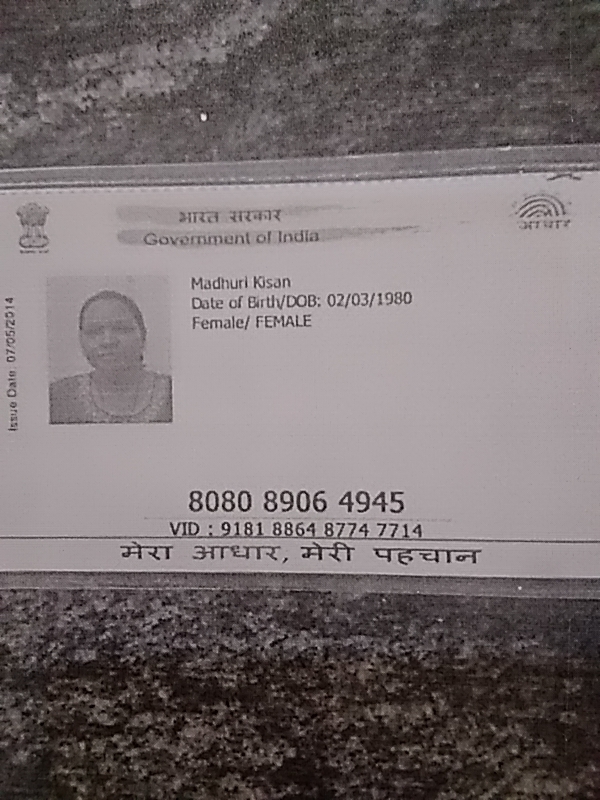 भारत सरकार
Government of India
आधार
Issue Date: 07/05/2014
Madhuri Kisan
Date of Birth/DOB: 02/03/1980
Female/ FEMALE
8080 8906 4945
VID : 9181 8864 8774 7714
मेरा आधार, मेरी पहचान